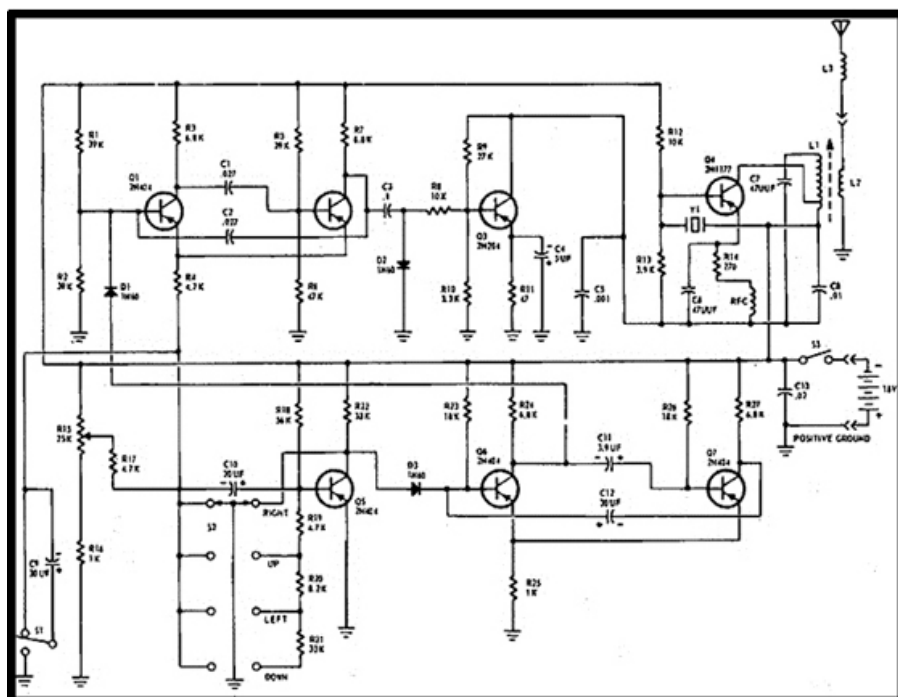 L3
R1
39K
R3
6.8K
R5
39K
R7
6.8K
R9
27K
R12
10K
Q4
2N1177
C7
47UUF
L1
L2
Q1
2N404
C1
.027
C2
.027
C3
.1
R8
10K
Q3
2N204
Y1
R2
39K
D1
1N60
R4
4.7K
R6
47K
D2
1N60
R10
3.3K
R11
47
C4
5UF
C5
.001
R13
3.9K
R14
270
C6
47UUF
RFC
C8
.01
S3
18V
C13
.02
POSITIVE GROUND
R15
25K
R17
4.7K
C10
30UF
R18
56K
R22
33K
R23
18K
R24
6.8K
R26
18K
R27
6.8K
D3
1N60
Q6
2N404
C11
3.9UF
C12
30UF
Q7
2N404
Q5
2N404
S2
RIGHT
R19
4.7K
UP
R20
8.2K
LEFT
R21
33K
DOWN
R16
1K
R25
1K
C9
30UF
S1